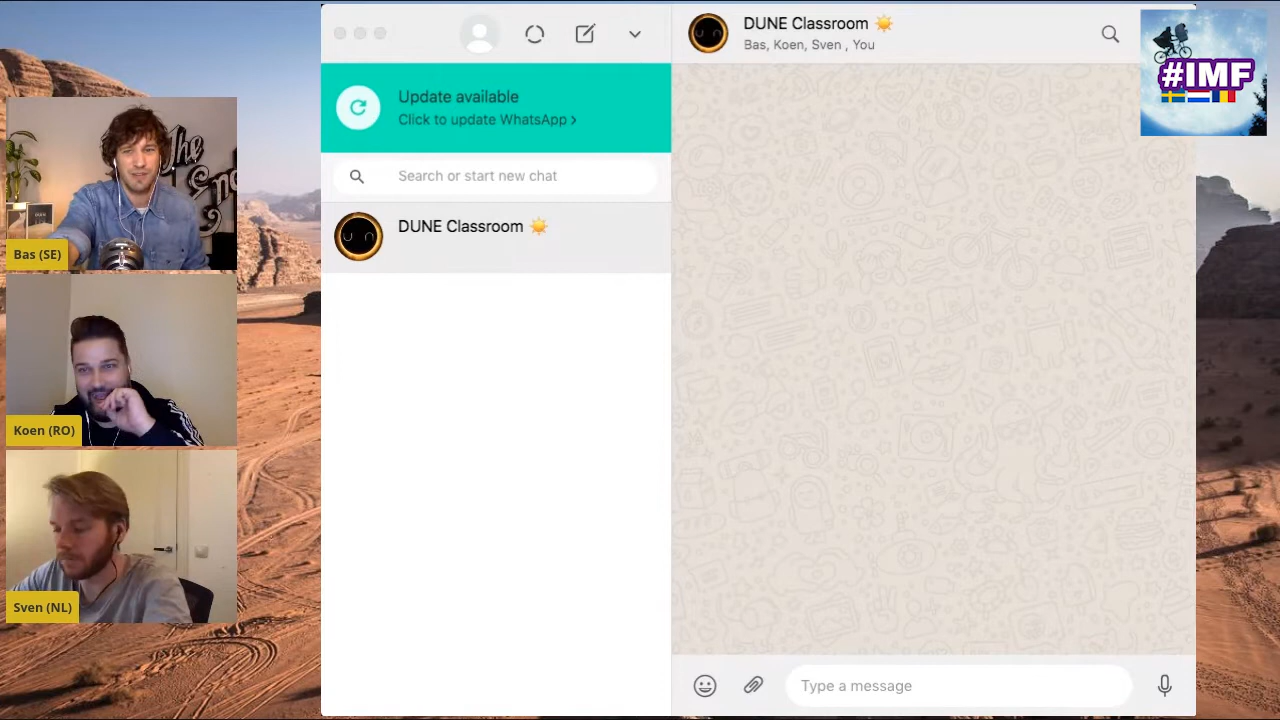 DUNE Classroom ☀️
Bas, Koen, Sven , You
#IMF
Update available
Click to update WhatsApp >
Search or start new chat
DUNE Classroom ☀️
Type a message
The
Bas (SE)
Koen (RO)
Sven (NL)